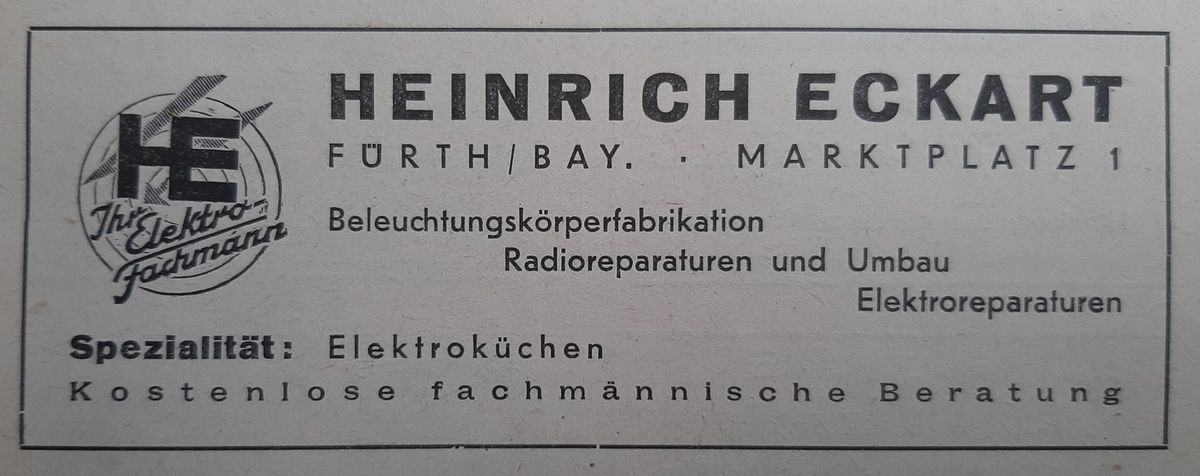 HE
Ihr
Elektro-
Fachmann
HEINRICH ECKART
FÜRTH/BAY. · MARKTPLATZ 1
Beleuchtungskörperfabrikation
Radioreparaturen und Umbau
Elektroreparaturen
Spezialität: Elektroküchen
Kostenlose fachmännische Beratung